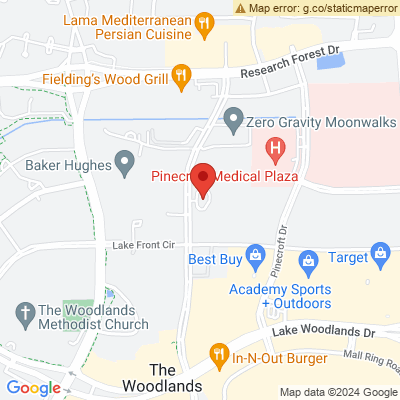 Map error: g.co/staticmaperror
Lama Mediterranean
Persian Cuisine
Research Forest Dr
Fielding's Wood Grill
Zero Gravity Moonwalks
H
Baker Hughes
Medical Plaza
Pinecroft Dr
Lake Front Cir
Best Buy
Target
Academy Sports
+ Outdoors
The Woodlands
Methodist Church
Lake Woodlands Dr
In-N-Out Burger
Mall Ring
The
Woodlands
Google
Map data ©2024 Google